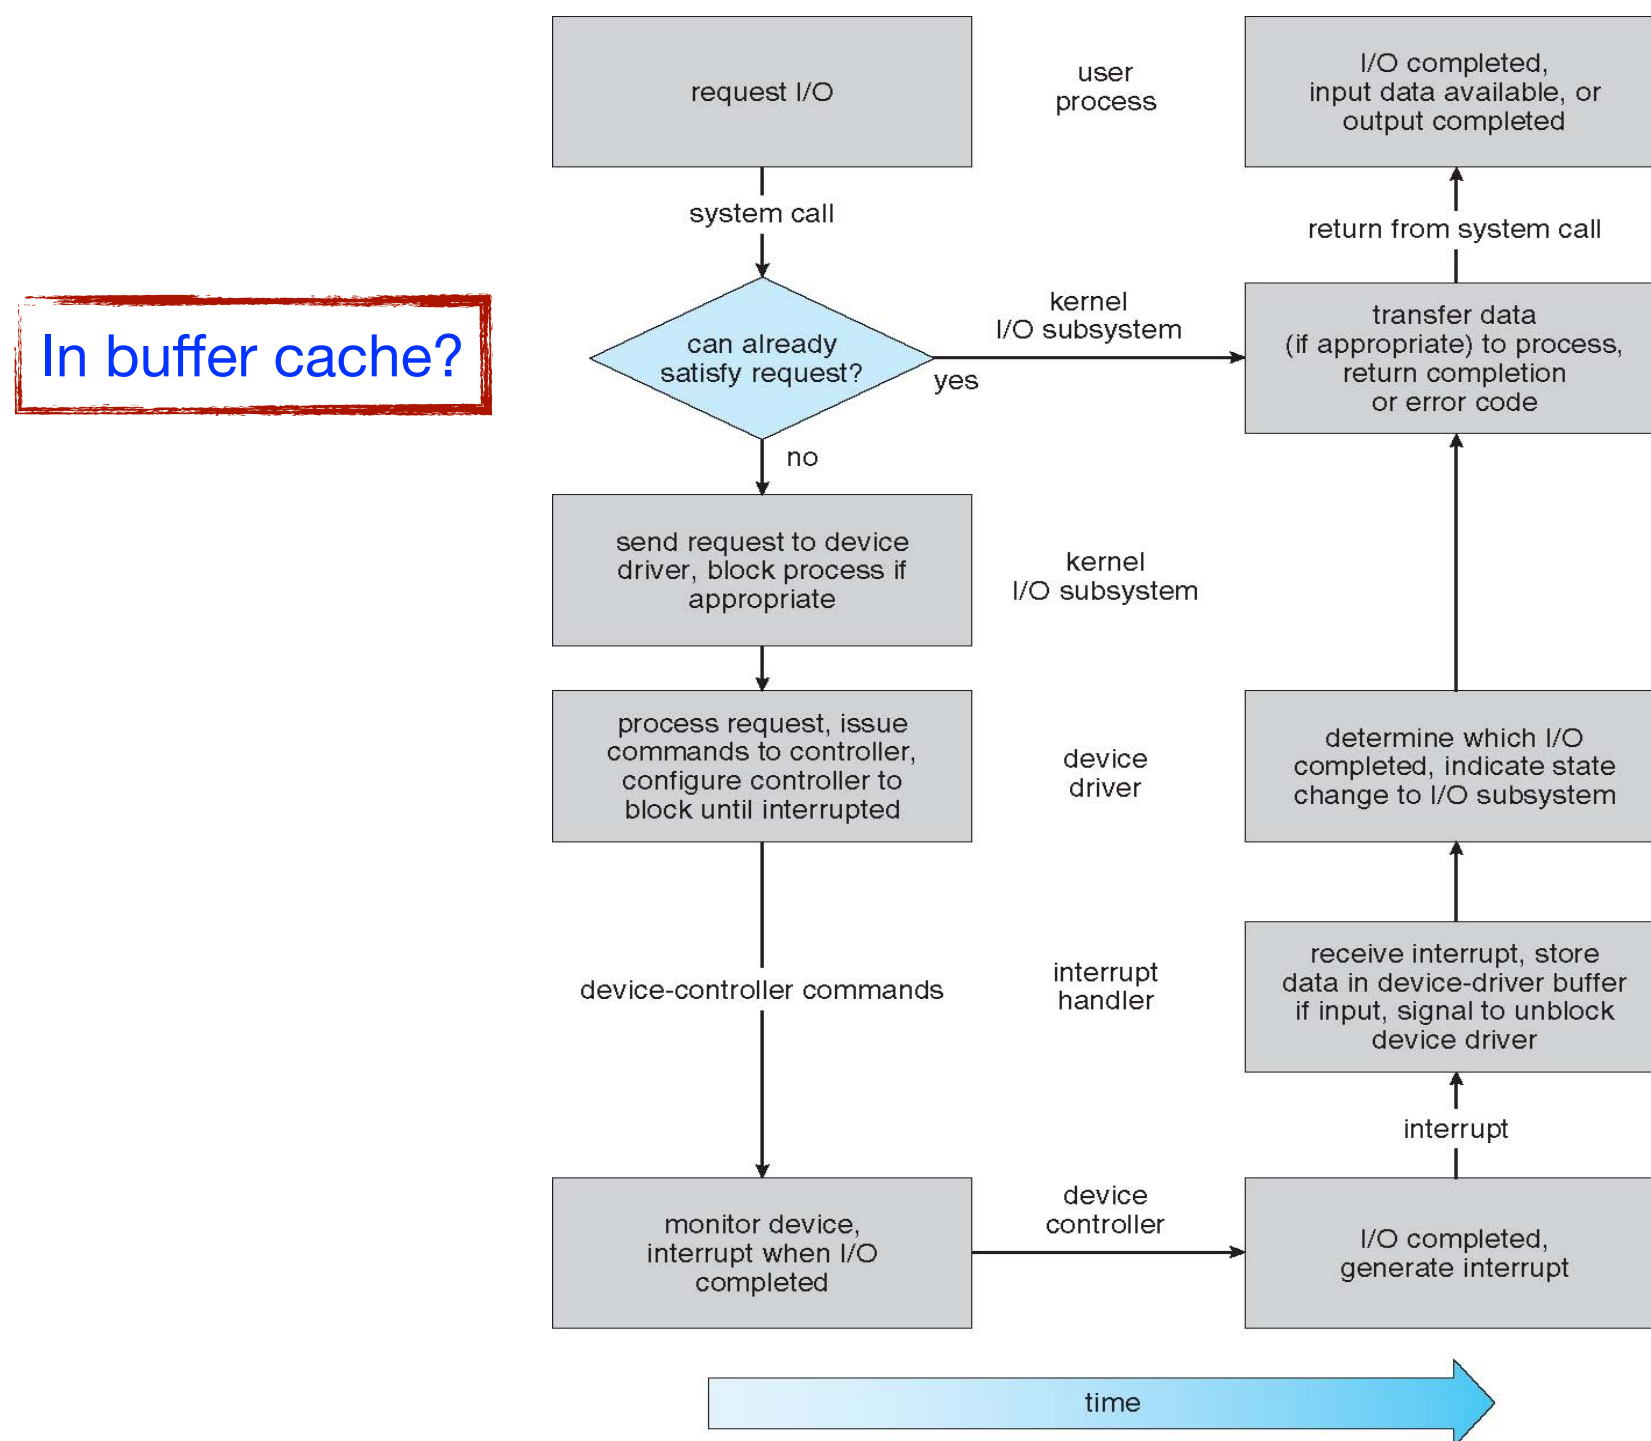 request I/O
user
process
I/O completed,
input data available, or
output completed
system call
return from system call
In buffer cache?
can already
satisfy request?
yes
no
kernel
I/O subsystem
transfer data
(if appropriate) to process,
return completion
or error code
send request to device
driver, block process if
appropriate
kernel
I/O subsystem
process request, issue
commands to controller,
configure controller to
block until interrupted
device
driver
determine which I/O
completed, indicate state
change to I/O subsystem
device-controller commands
interrupt
handler
receive interrupt, store
data in device-driver buffer
if input, signal to unblock
device driver
interrupt
monitor device,
interrupt when I/O
completed
device
controller
I/O completed,
generate interrupt
time